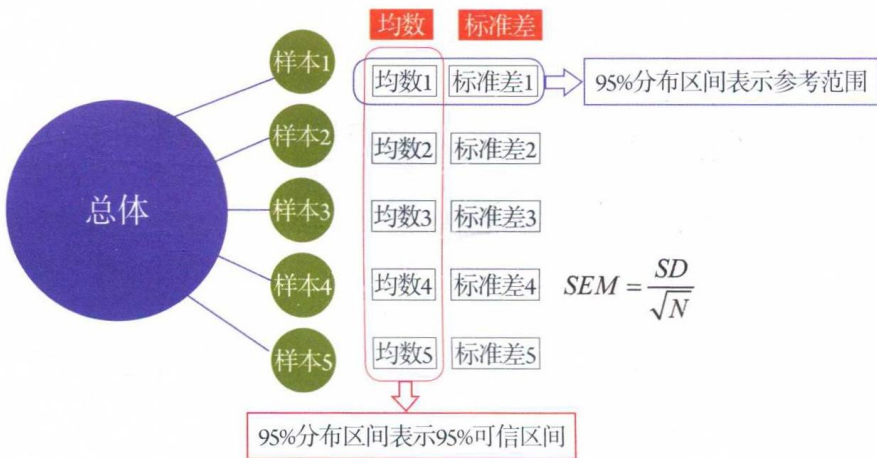 均数 标准差
样本1 均数1 标准差1 95%分布区间表示参考范围
样本2 均数2 标准差2
总体
样本3 均数3 标准差3
样本4 均数4 标准差4
SEM = SD/√N
样本5 均数5 标准差5
95%分布区间表示95%可信区间